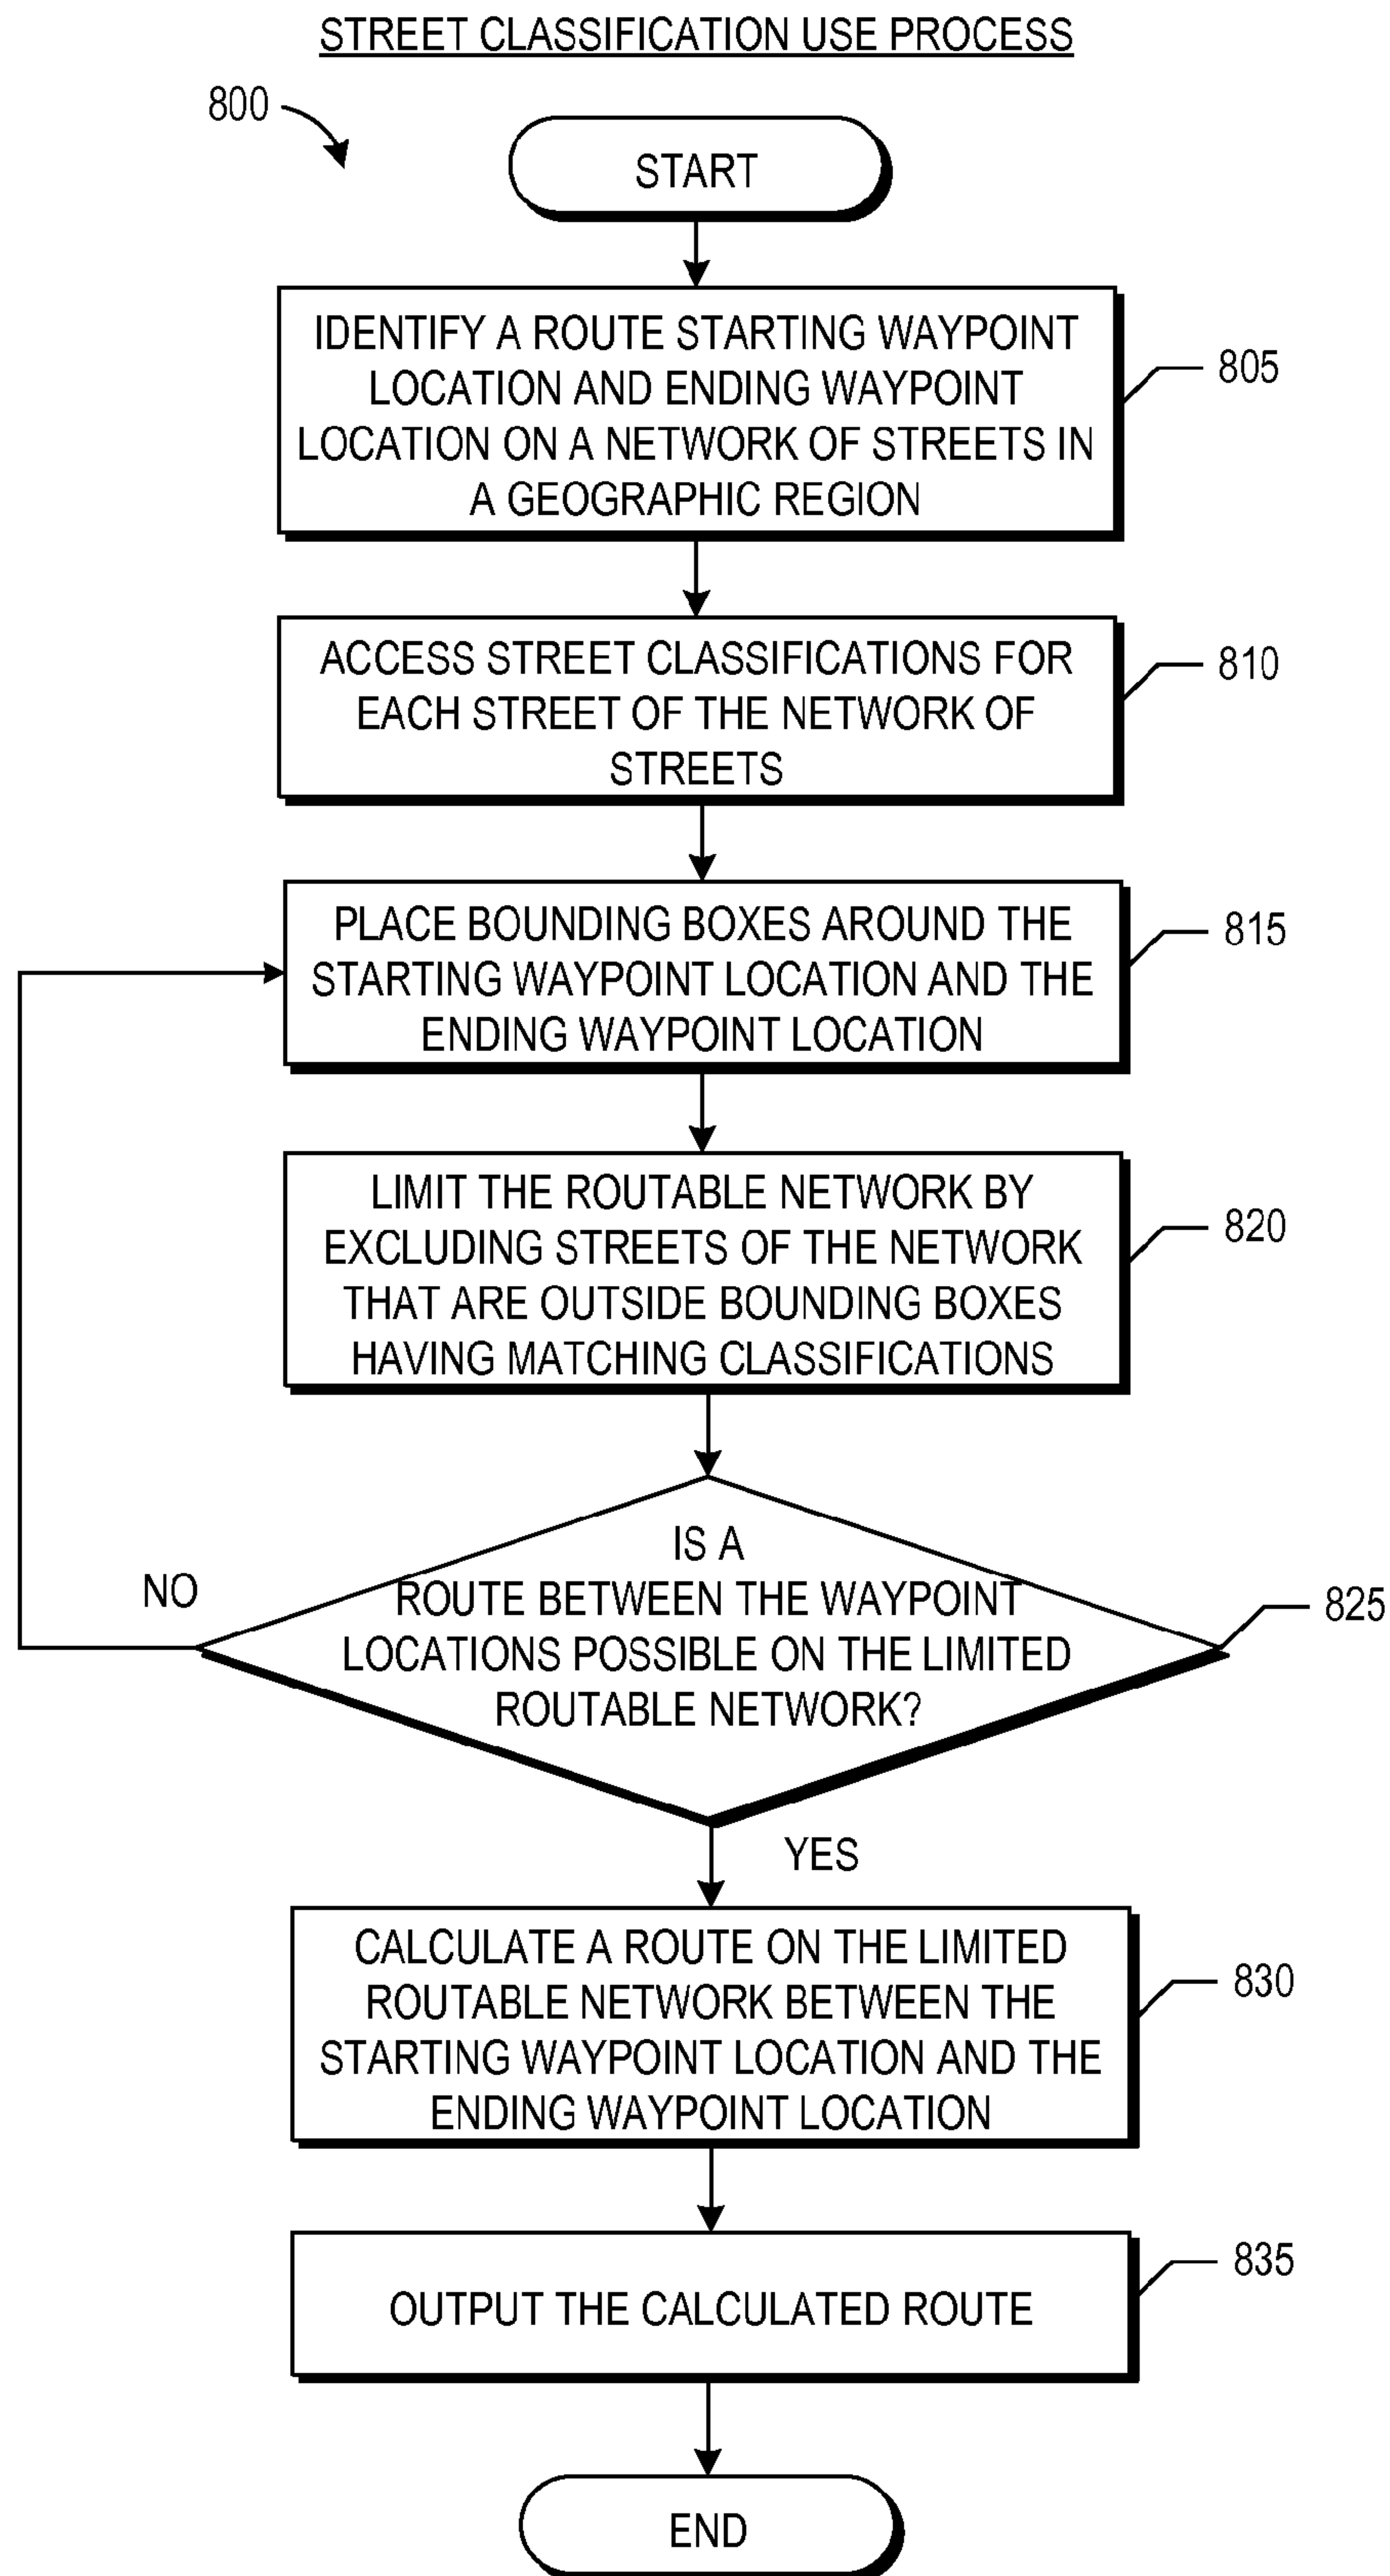 STREET CLASSIFICATION USE PROCESS
800
START
IDENTIFY A ROUTE STARTING WAYPOINT
LOCATION AND ENDING WAYPOINT
LOCATION ON A NETWORK OF STREETS IN
A GEOGRAPHIC REGION
805
ACCESS STREET CLASSIFICATIONS FOR
EACH STREET OF THE NETWORK OF
STREETS
810
PLACE BOUNDING BOXES AROUND THE
STARTING WAYPOINT LOCATION AND THE
ENDING WAYPOINT LOCATION
815
LIMIT THE ROUTABLE NETWORK BY
EXCLUDING STREETS OF THE NETWORK
THAT ARE OUTSIDE BOUNDING BOXES
HAVING MATCHING CLASSIFICATIONS
820
IS A
ROUTE BETWEEN THE WAYPOINT
LOCATIONS POSSIBLE ON THE LIMITED
ROUTABLE NETWORK?
825
NO
YES
CALCULATE A ROUTE ON THE LIMITED
ROUTABLE NETWORK BETWEEN THE
STARTING WAYPOINT LOCATION AND THE
ENDING WAYPOINT LOCATION
830
OUTPUT THE CALCULATED ROUTE
835
END